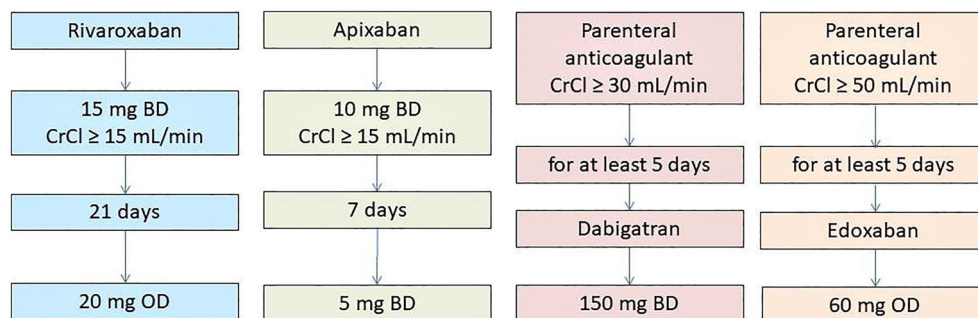 Rivaroxaban
15 mg BD
CrCl ≥ 15 mL/min
21 days
20 mg OD
Apixaban
10 mg BD
CrCl ≥ 15 mL/min
7 days
5 mg BD
Parenteral
anticoagulant
CrCl ≥ 30 mL/min
for at least 5 days
Dabigatran
150 mg BD
Parenteral
anticoagulant
CrCl ≥ 50 mL/min
for at least 5 days
Edoxaban
60 mg OD